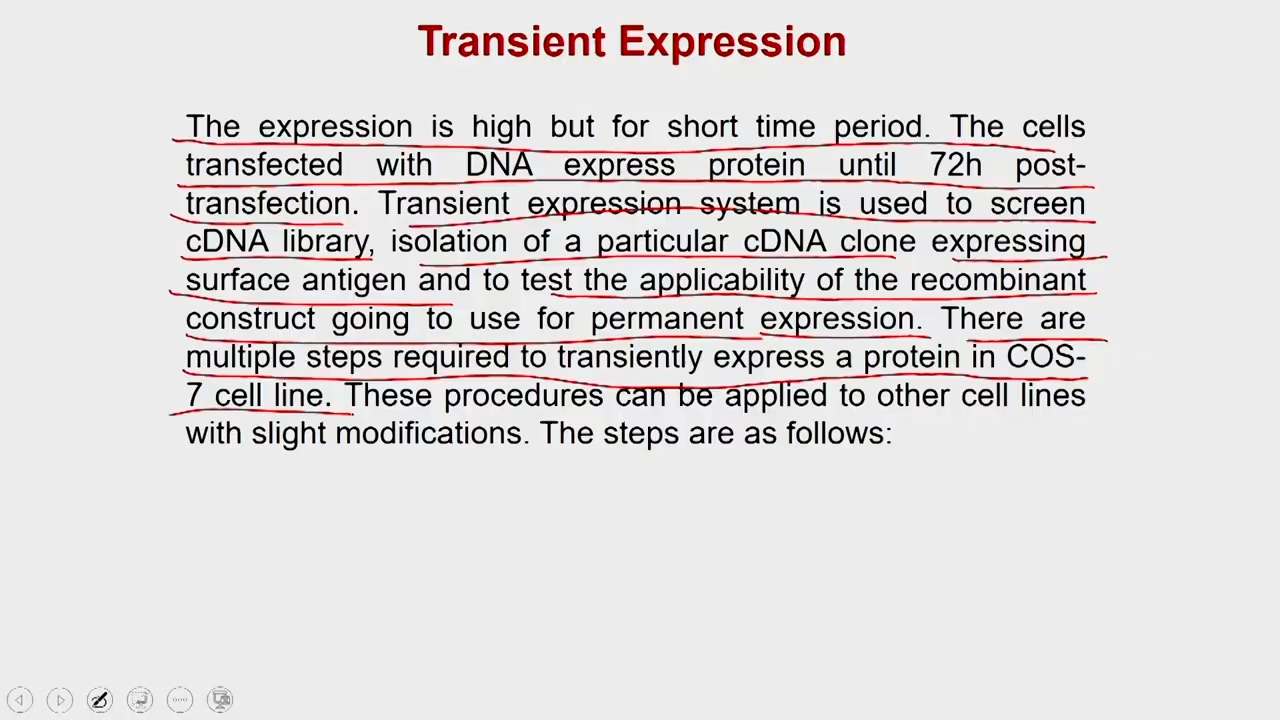 Transient Expression
The expression is high but for short time period. The cells
transfected with DNA express protein until 72h post-
transfection. Transient expression system is used to screen
cDNA library, isolation of a particular cDNA clone expressing
surface antigen and to test the applicability of the recombinant
construct going to use for permanent expression. There are
multiple steps required to transiently express a protein in COS-
7 cell line. These procedures can be applied to other cell lines
with slight modifications. The steps are as follows: